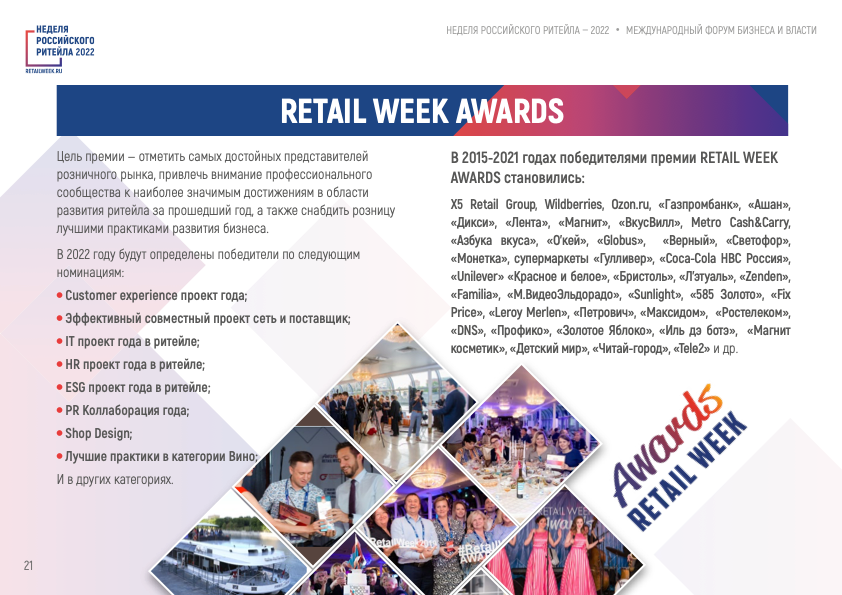 НЕДЕЛЯ
РОССИЙСКОГО
РИТЕЙЛА 2022
RETAILWEEK.RU
НЕДЕЛЯ РОССИЙСКОГО РИТЕЙЛА – 2022 • МЕЖДУНАРОДНЫЙ ФОРУМ БИЗНЕСА И ВЛАСТИ
RETAIL WEEK AWARDS
Цель премии – отметить самых достойных представителей
розничного рынка, привлечь внимание профессионального
сообщества к наиболее значимым достижениям в области
развития ритейла за прошедший год, а также снабдить розницу
лучшими практиками развития бизнеса.
В 2022 году будут определены победители по следующим
номинациям:
• Customer experience проект года;
• Эффективный совместный проект сеть и поставщик;
• IT проект года в ритейле;
• HR проект года в ритейле;
• ESG проект года в ритейле;
• PR Коллаборация года;
• Shop Design;
• Лучшие практики в категории Вино;
И в других категориях.
В 2015-2021 годах победителями премии RETAIL WEEK
AWARDS становились:
X5 Retail Group, Wildberries, Ozon.ru, «Газпромбанк», «Ашан»,
«Дикси», «Лента», «Магнит», «ВкусВилл», Metro Cash&Carry,
«Азбука вкуса», «О'кей», «Globus», «Верный», «Светофор»,
«Монетка», супермаркеты «Гулливер», «Coca-Cola HBC Россия»,
«Unilever» «Красное и белое», «Бристоль», «Л'этуаль», «Zenden»,
«Familia», «М.ВидеоЭльдорадо», «Sunlight», «585 Золото», «Fix
Price», «Leroy Merlen», «Петрович», «Максидом», «Ростелеком»,
«DNS», «Профико», «Золотое Яблоко», «Иль дэ ботэ», «Магнит
косметик», «Детский мир», «Читай-город», «Tele2» и др.
Awards
RETAIL WEEK
RETAIL WEEK
Awards
21